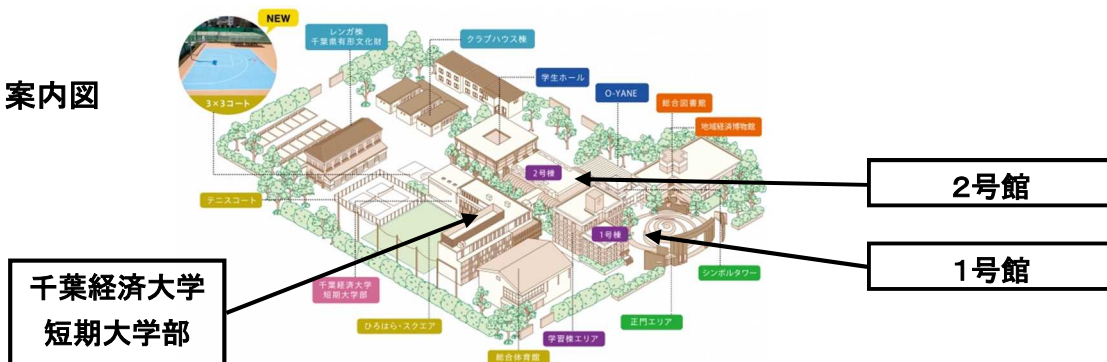 NEW
レンガ棟
千葉県有形文化財
クラブハウス棟
学生ホール
O-YANE
総合図書館
地域経済博物館
案内図
3×3コート
2号棟
2号館
テニスコート
1号棟
1号館
シンボルタワー
千葉経済大学
短期大学部
千葉経済大学
短期大学部
ひろはら・スクエア
正門エリア
学習棟エリア
総合体育館